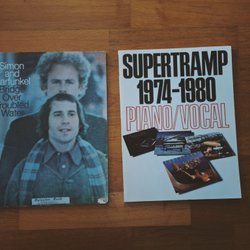 Simon
and
Garfunkel
Bridge
Over
Troubled
Water
SUPERTRAMP
1974-1980
PIANO/VOCAL